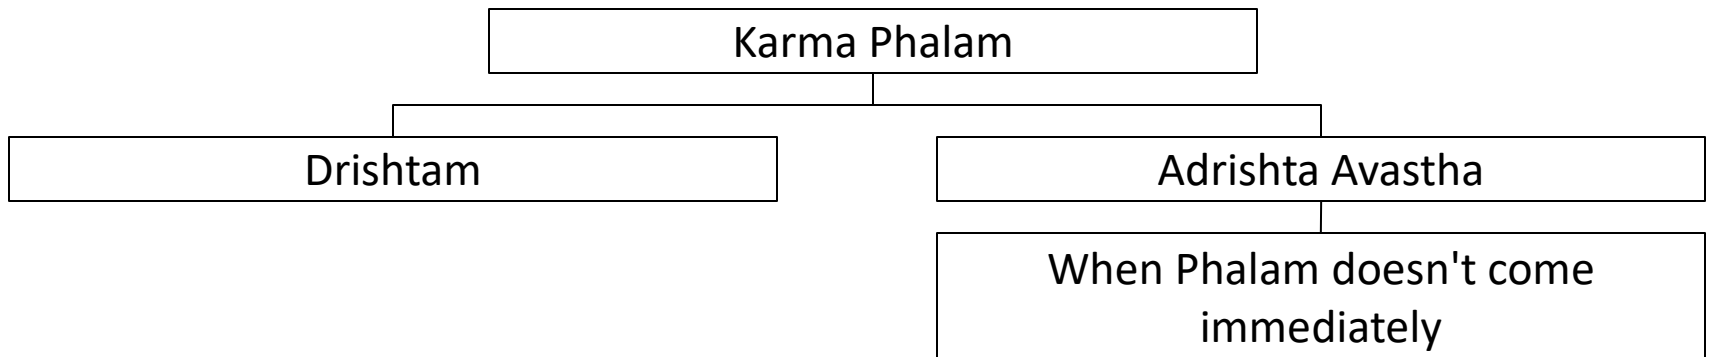 Karma Phalam
Drishtam
Adrishta Avastha
When Phalam doesn't come
immediately